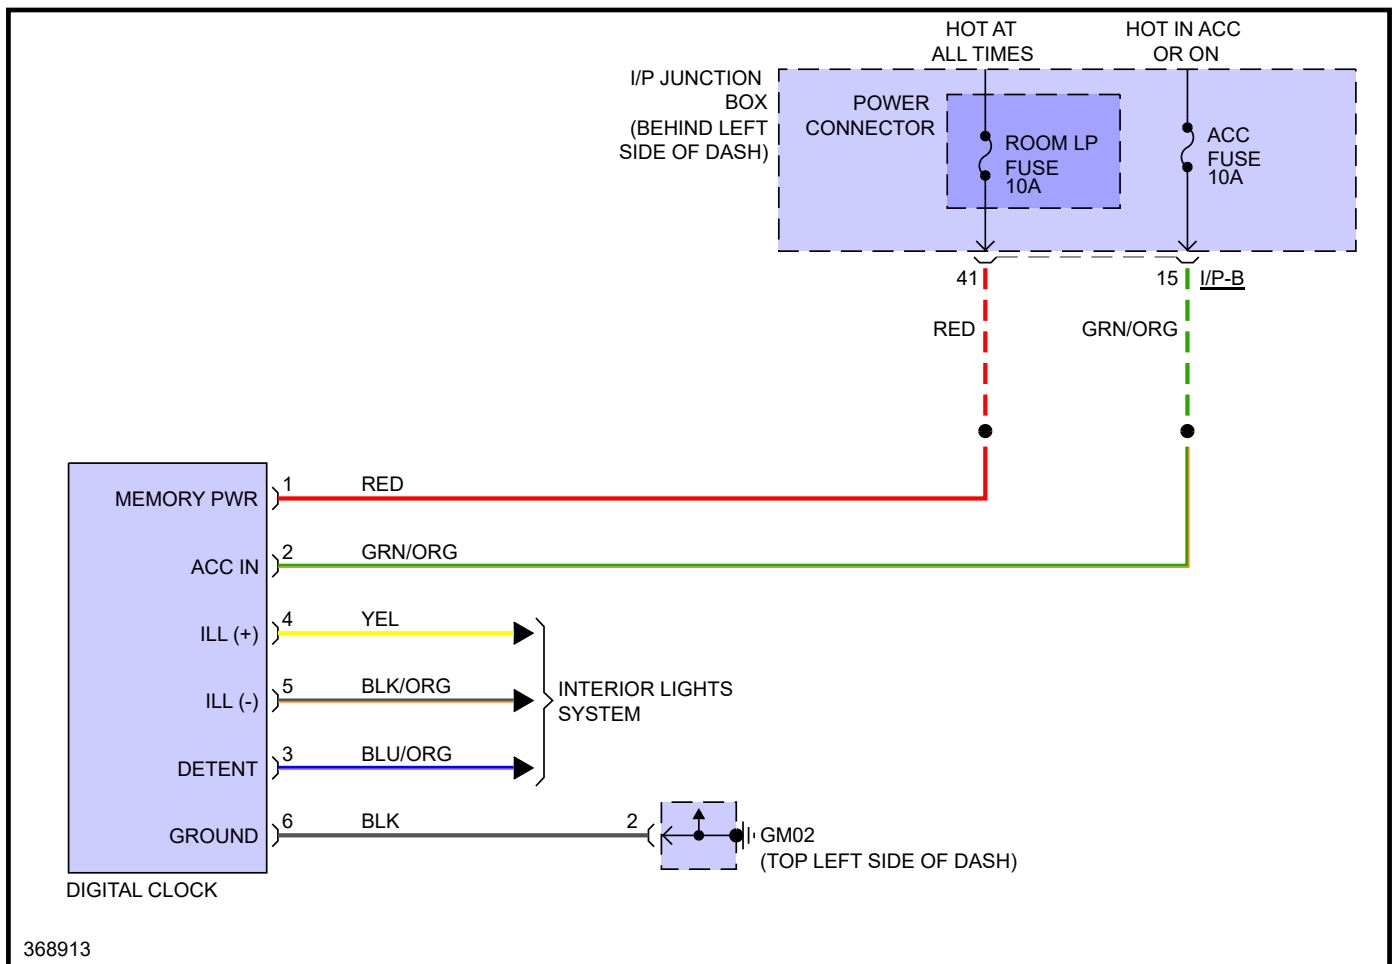 HOT AT
ALL TIMES
HOT IN ACC
OR ON
I/P JUNCTION
BOX
(BEHIND LEFT
SIDE OF DASH)
POWER
CONNECTOR
ROOM LP
FUSE
10A
ACC
FUSE
10A
41
15
I/P-B
RED
GRN/ORG
MEMORY PWR
1
RED
ACC IN
2
GRN/ORG
ILL (+)
4
YEL
ILL (-)
5
BLK/ORG
INTERIOR LIGHTS
SYSTEM
DETENT
3
BLU/ORG
GROUND
6
BLK
2
GM02
(TOP LEFT SIDE OF DASH)
DIGITAL CLOCK
368913